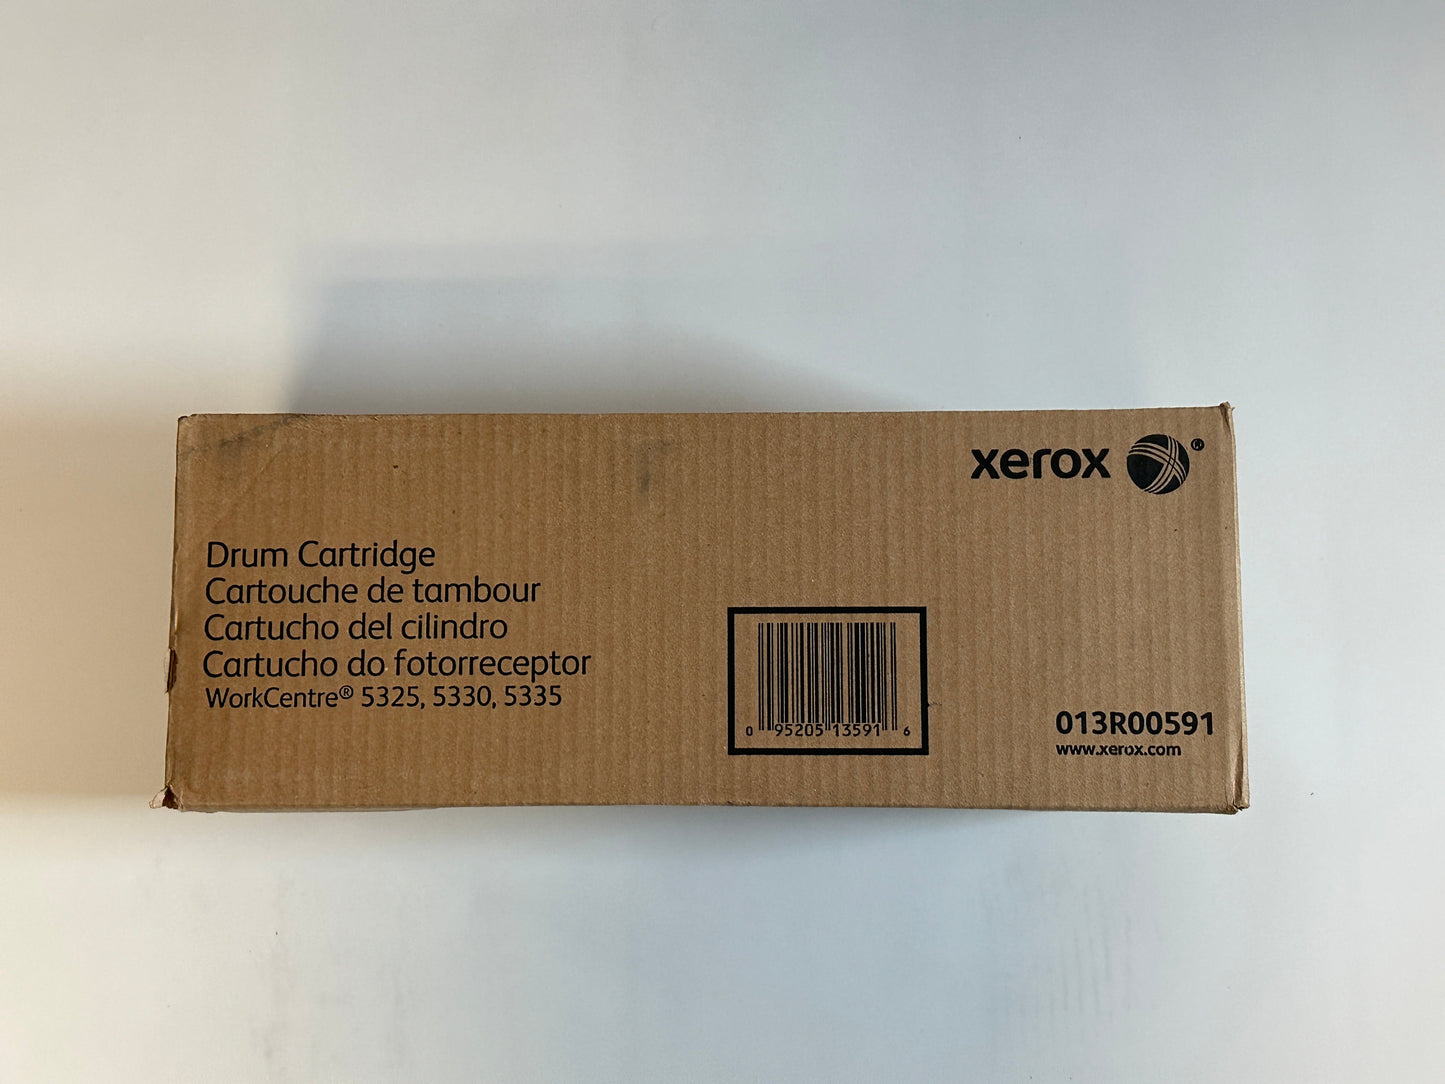 xerox ®
Drum Cartridge
Cartouche de tambour
Cartucho del cilindro
Cartucho do fotorreceptor
WorkCentre® 5325, 5330, 5335
0 95205 13591 6
013R00591
www.xerox.com